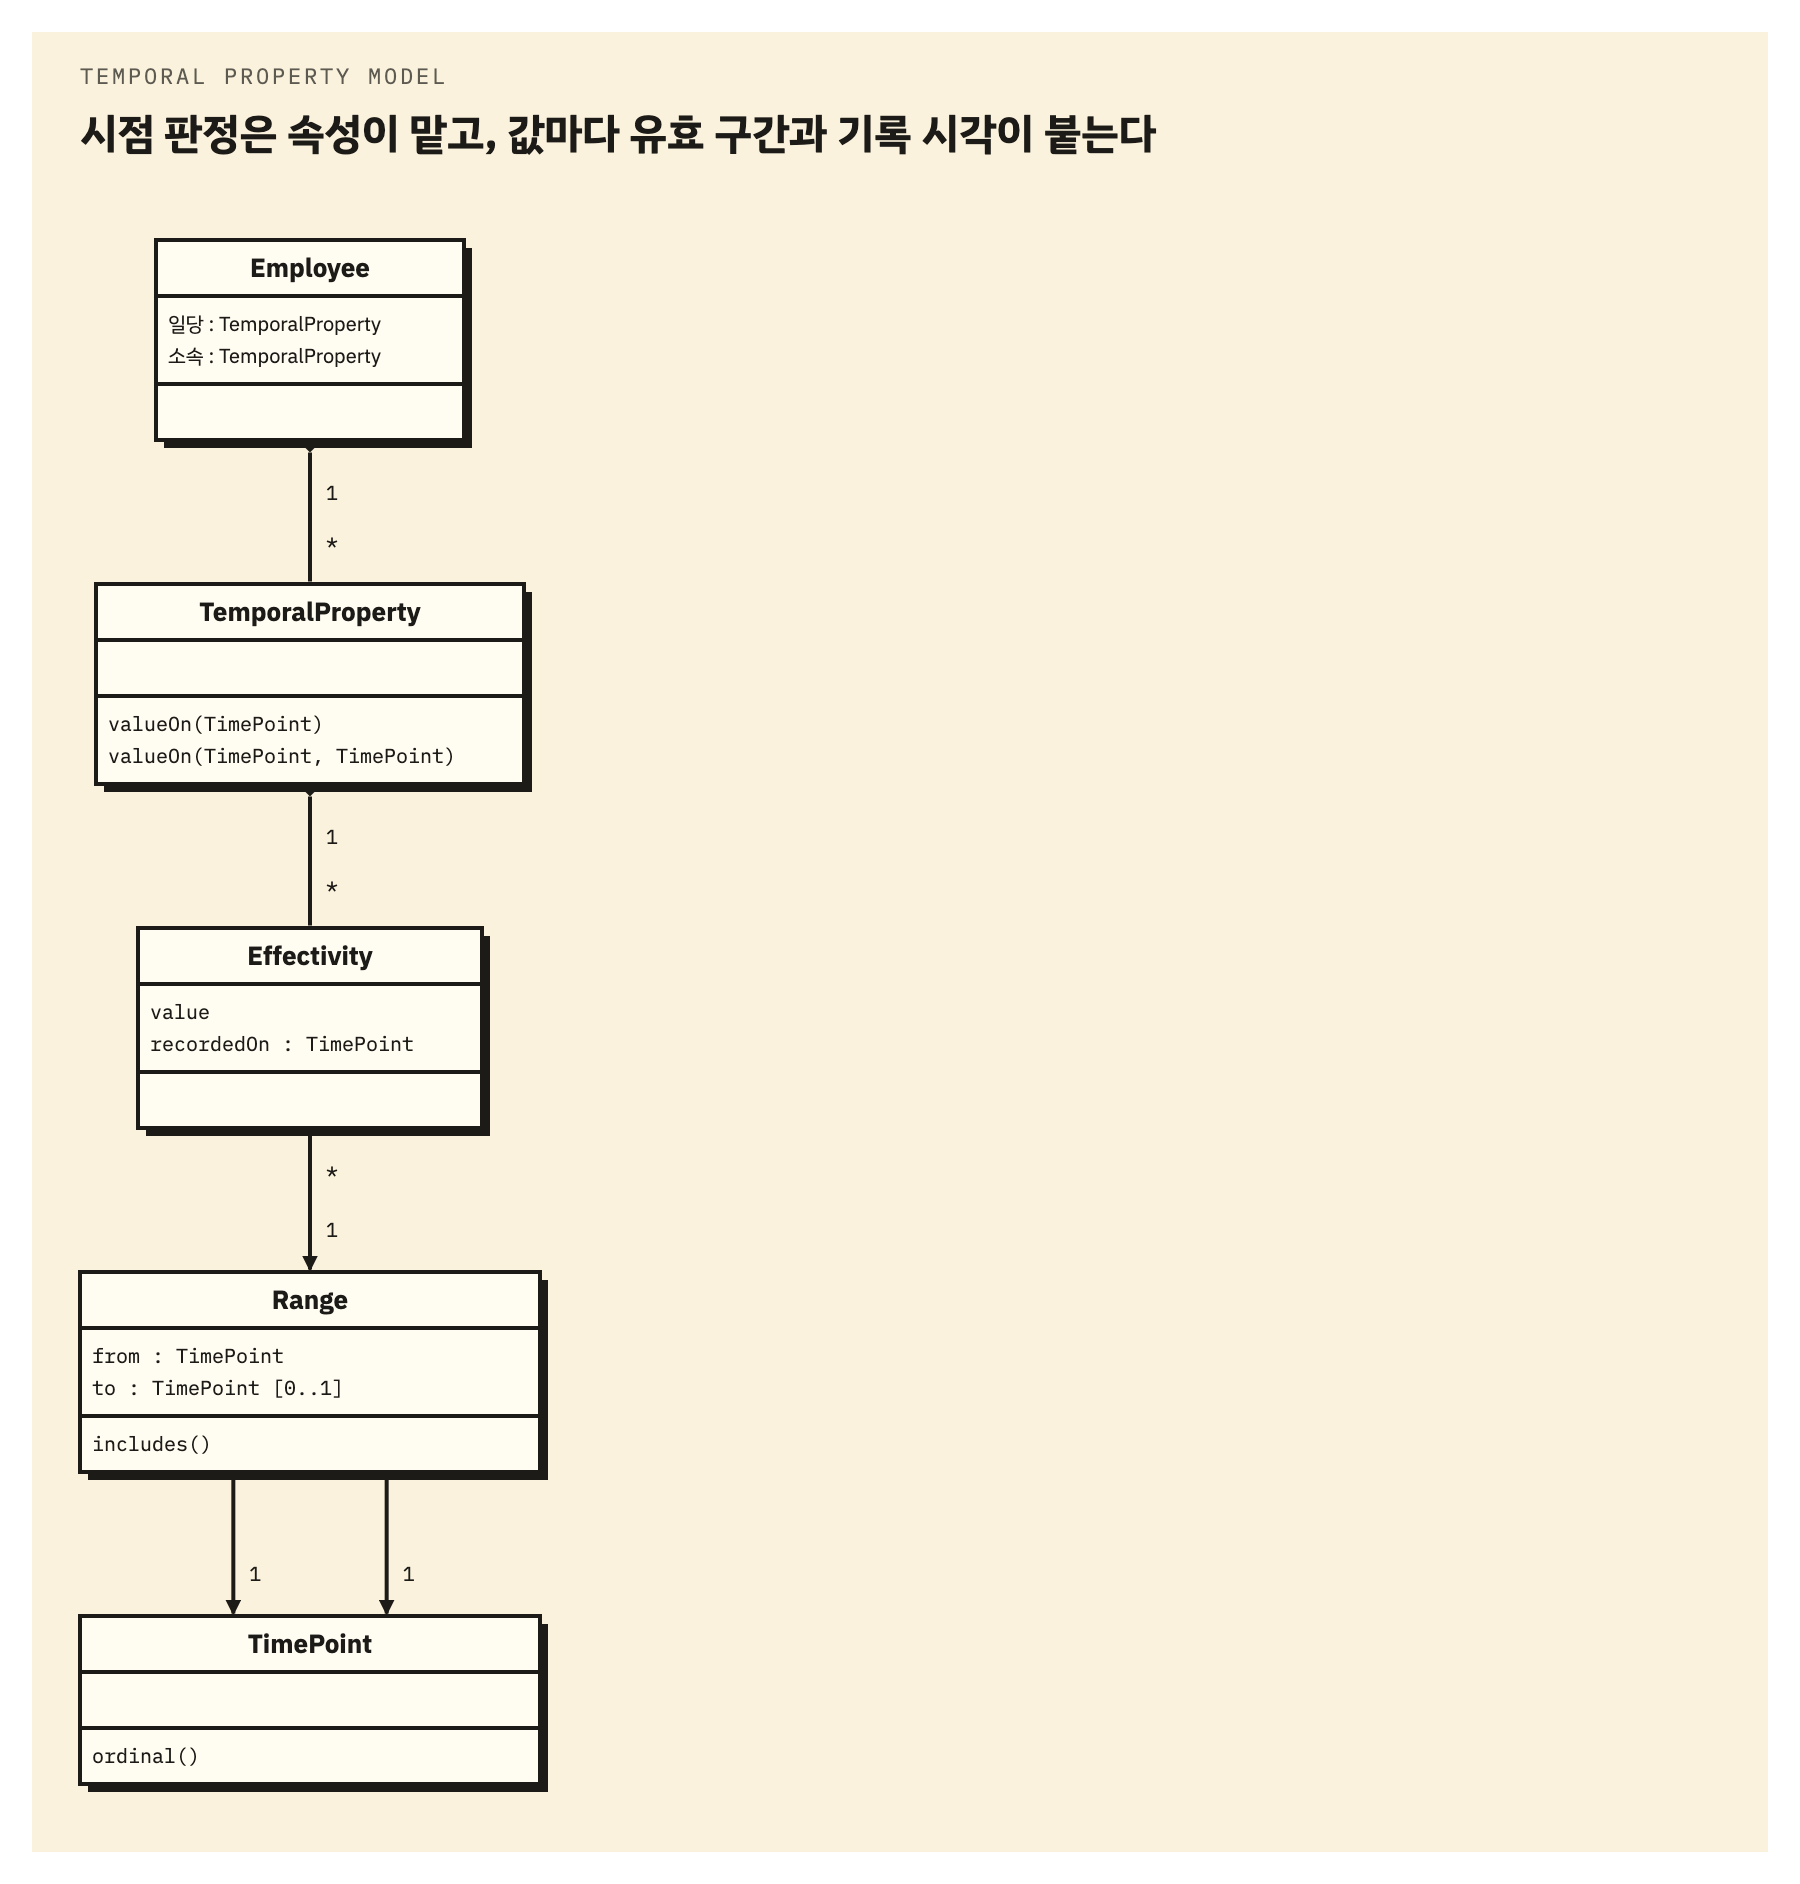 TEMPORAL PROPERTY MODEL
시점 판정은 속성이 맡고, 값마다 유효 구간과 기록 시각이 붙는다
Employee
일당 : TemporalProperty
소속 : TemporalProperty
1
*
TemporalProperty
valueOn(TimePoint)
valueOn(TimePoint, TimePoint)
1
*
Effectivity
value
recordedOn : TimePoint
*
1
Range
from : TimePoint
to : TimePoint [0..1]
includes()
1 1
TimePoint
ordinal()